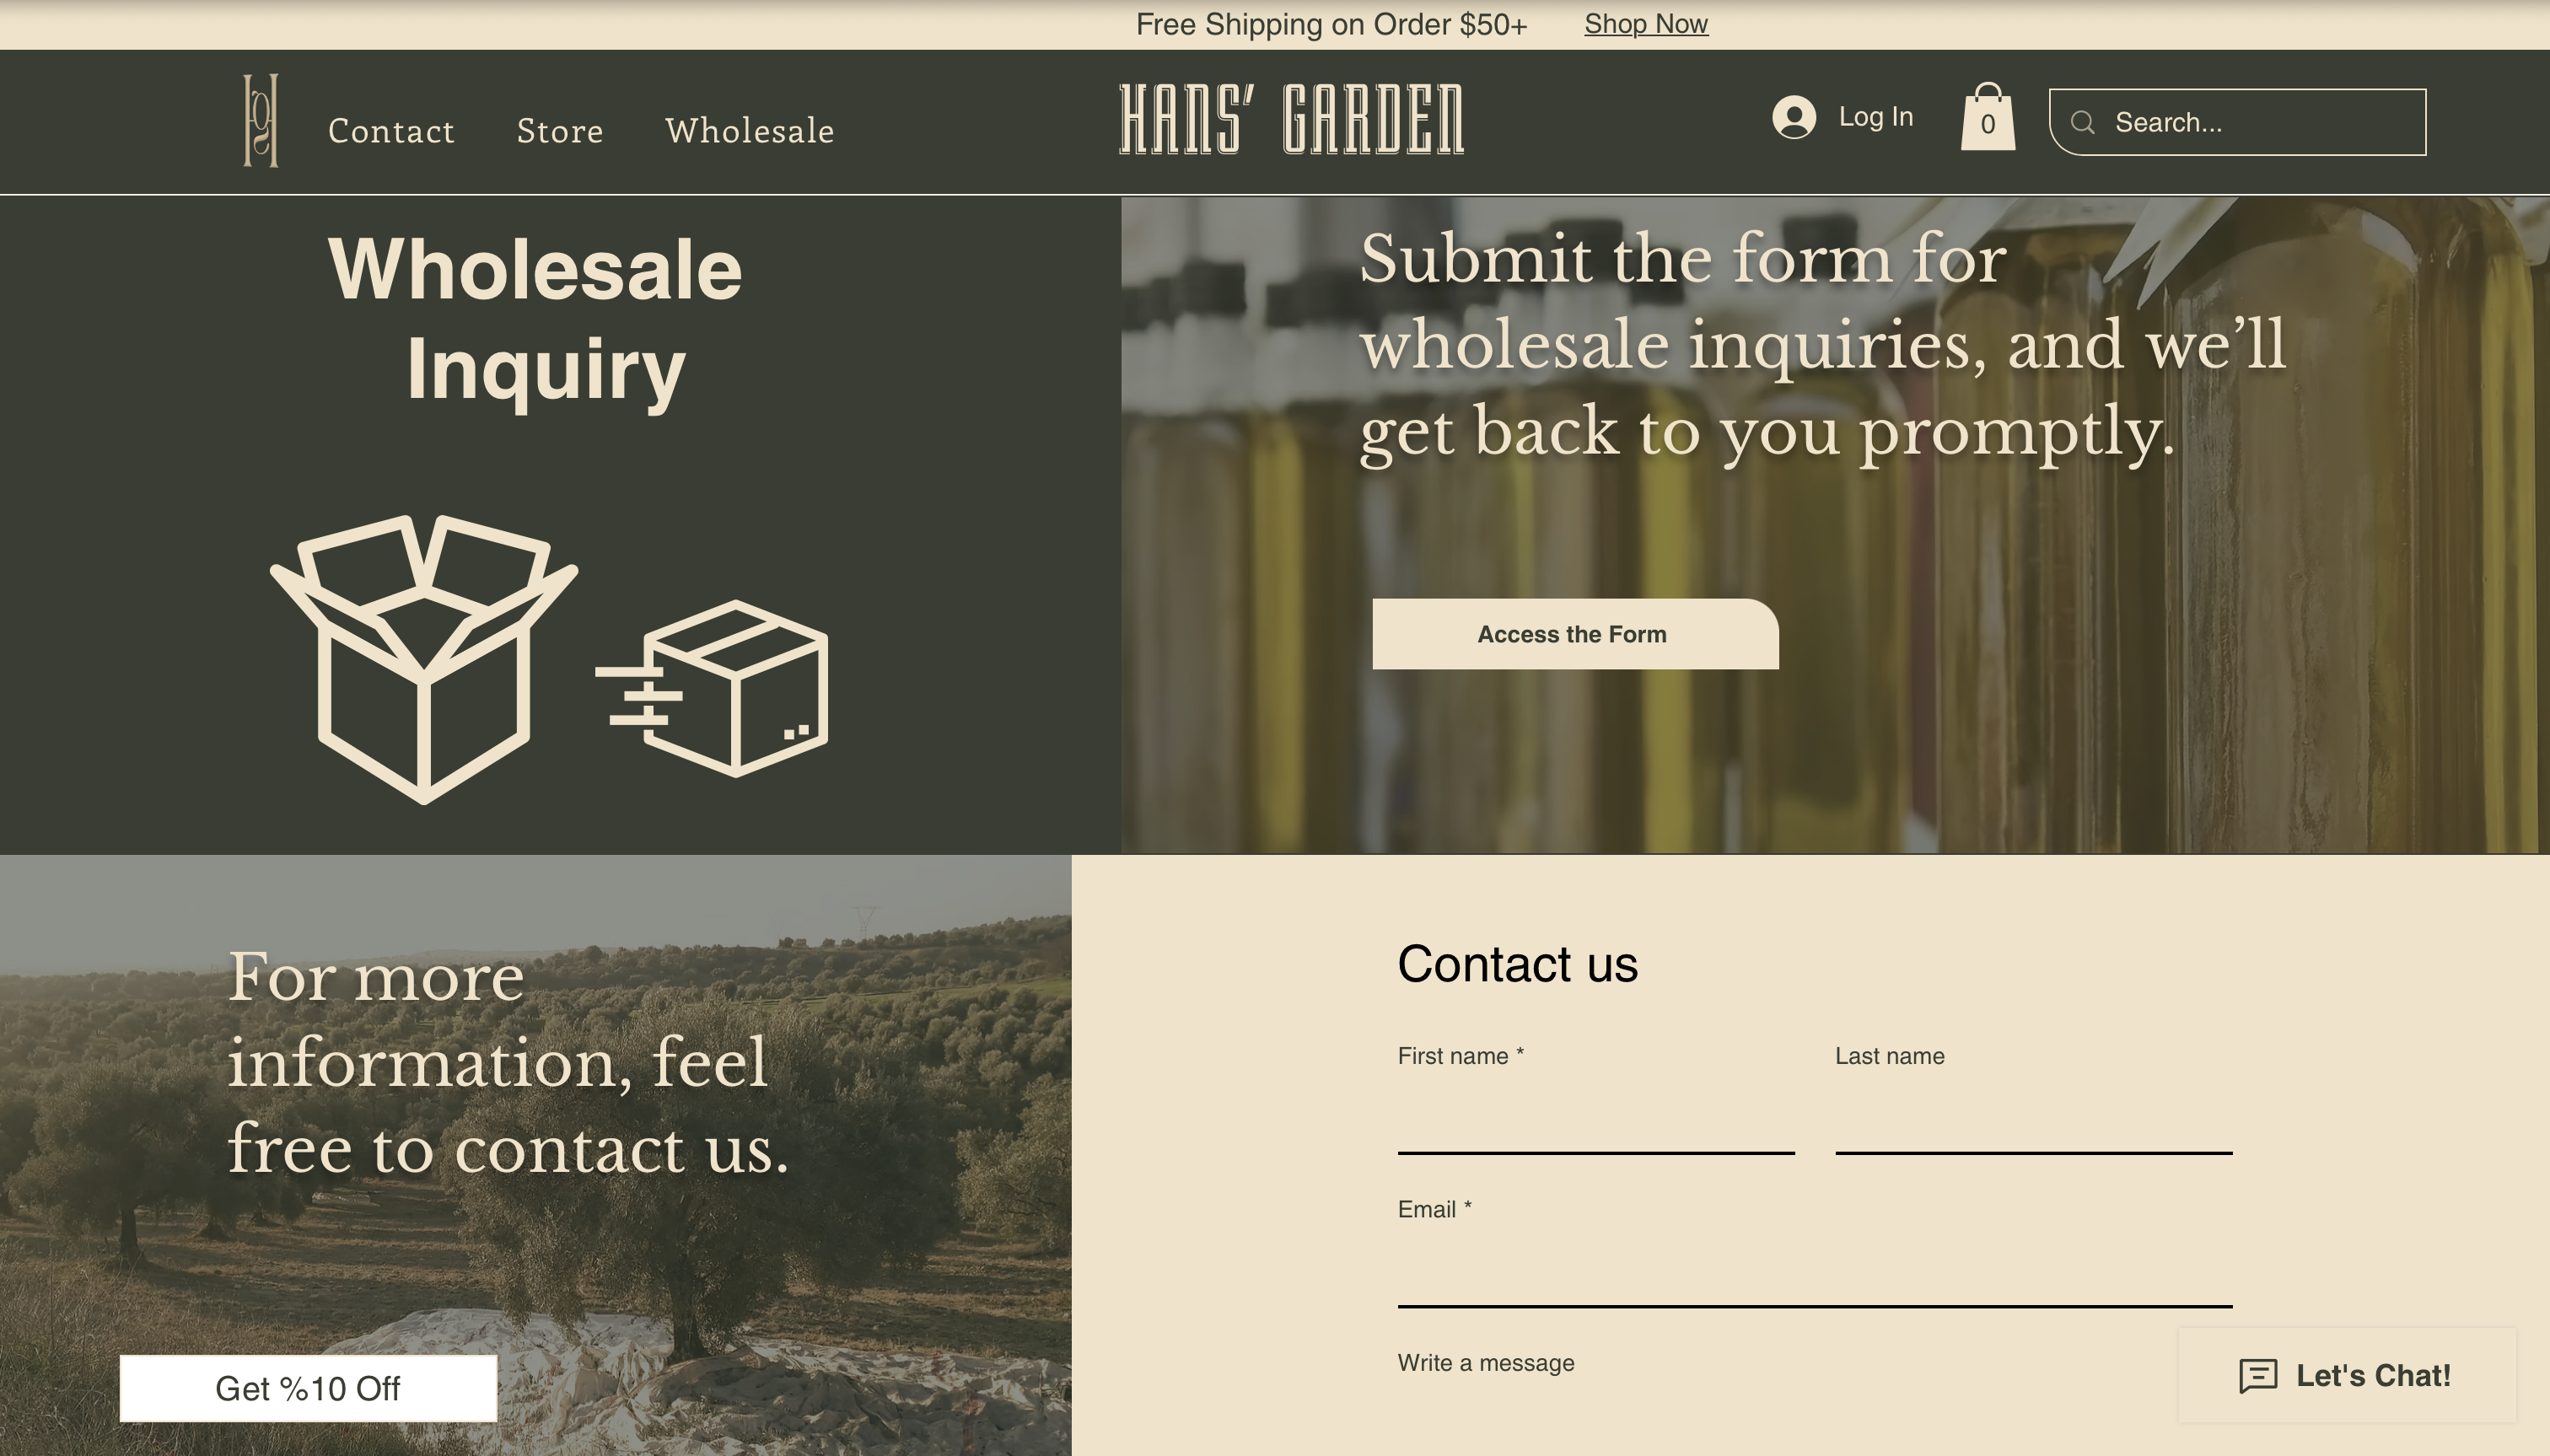 Free Shipping on Order $50+ Shop Now
Contact Store Wholesale
HANS' GARDEN
Log In
0
Search...
Wholesale
Inquiry
Submit the form for
wholesale inquiries, and we’ll
get back to you promptly.
Access the Form
For more
information, feel
free to contact us.
Get %10 Off
Contact us
First name *
Last name
Email *
Write a message
Let's Chat!